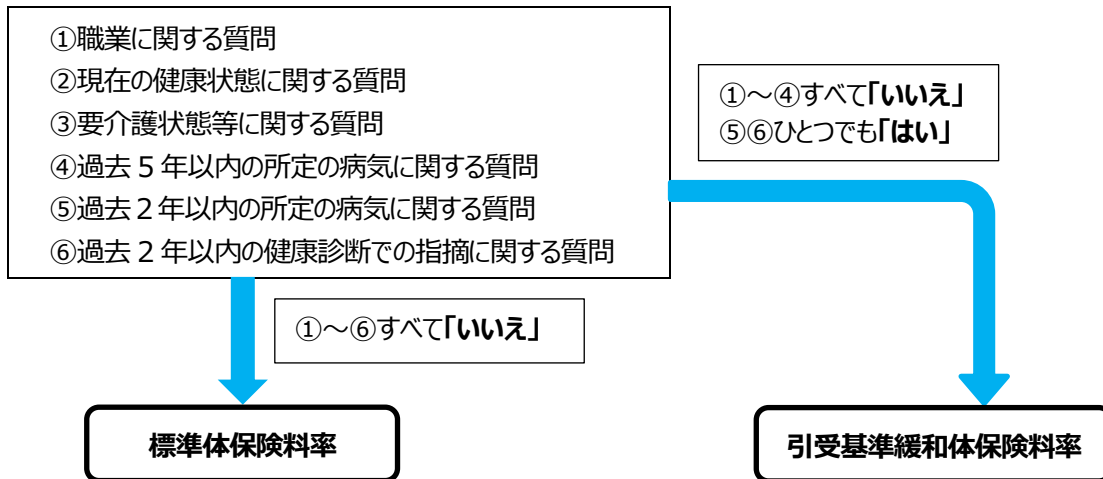 ①職業に関する質問
②現在の健康状態に関する質問
③要介護状態等に関する質問
④過去５年以内の所定の病気に関する質問
⑤過去２年以内の所定の病気に関する質問
⑥過去２年以内の健康診断での指摘に関する質問
①～④すべて「いいえ」
⑤⑥ひとつでも「はい」
①～⑥すべて「いいえ」
標準体保険料率
引受基準緩和体保険料率